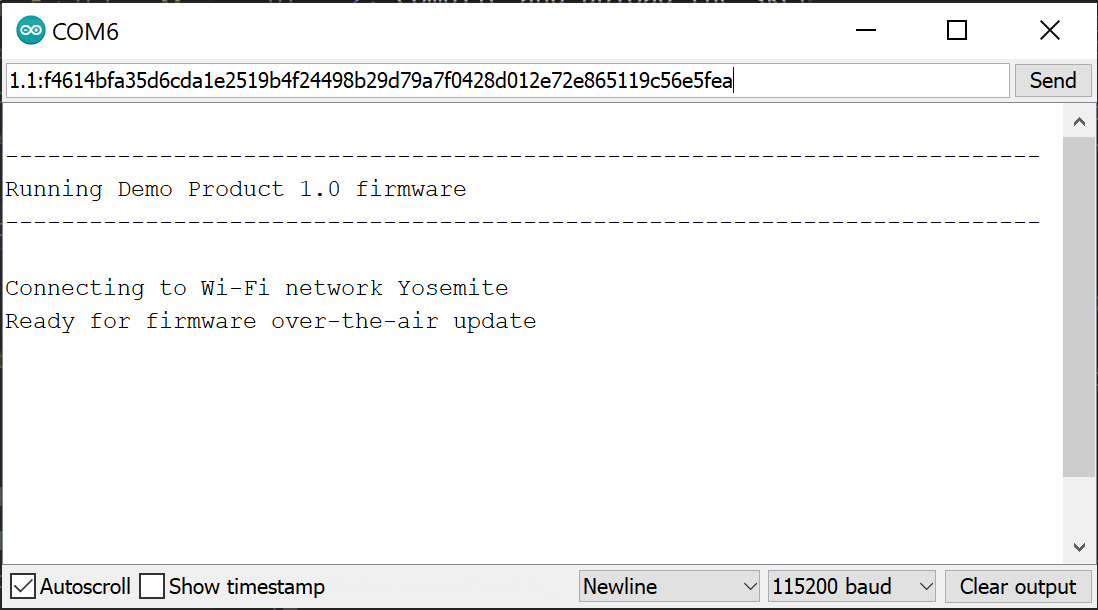 COM6
1.1:f4614bfa35d6cda1e2519b4f24498b29d79a7f0428d012e72e865119c56e5fea
Send
--------------------------------------------------------------------------
Running Demo Product 1.0 firmware
--------------------------------------------------------------------------
Connecting to Wi-Fi network Yosemite
Ready for firmware over-the-air update
Autoscroll Show timestamp Newline 115200 baud Clear output